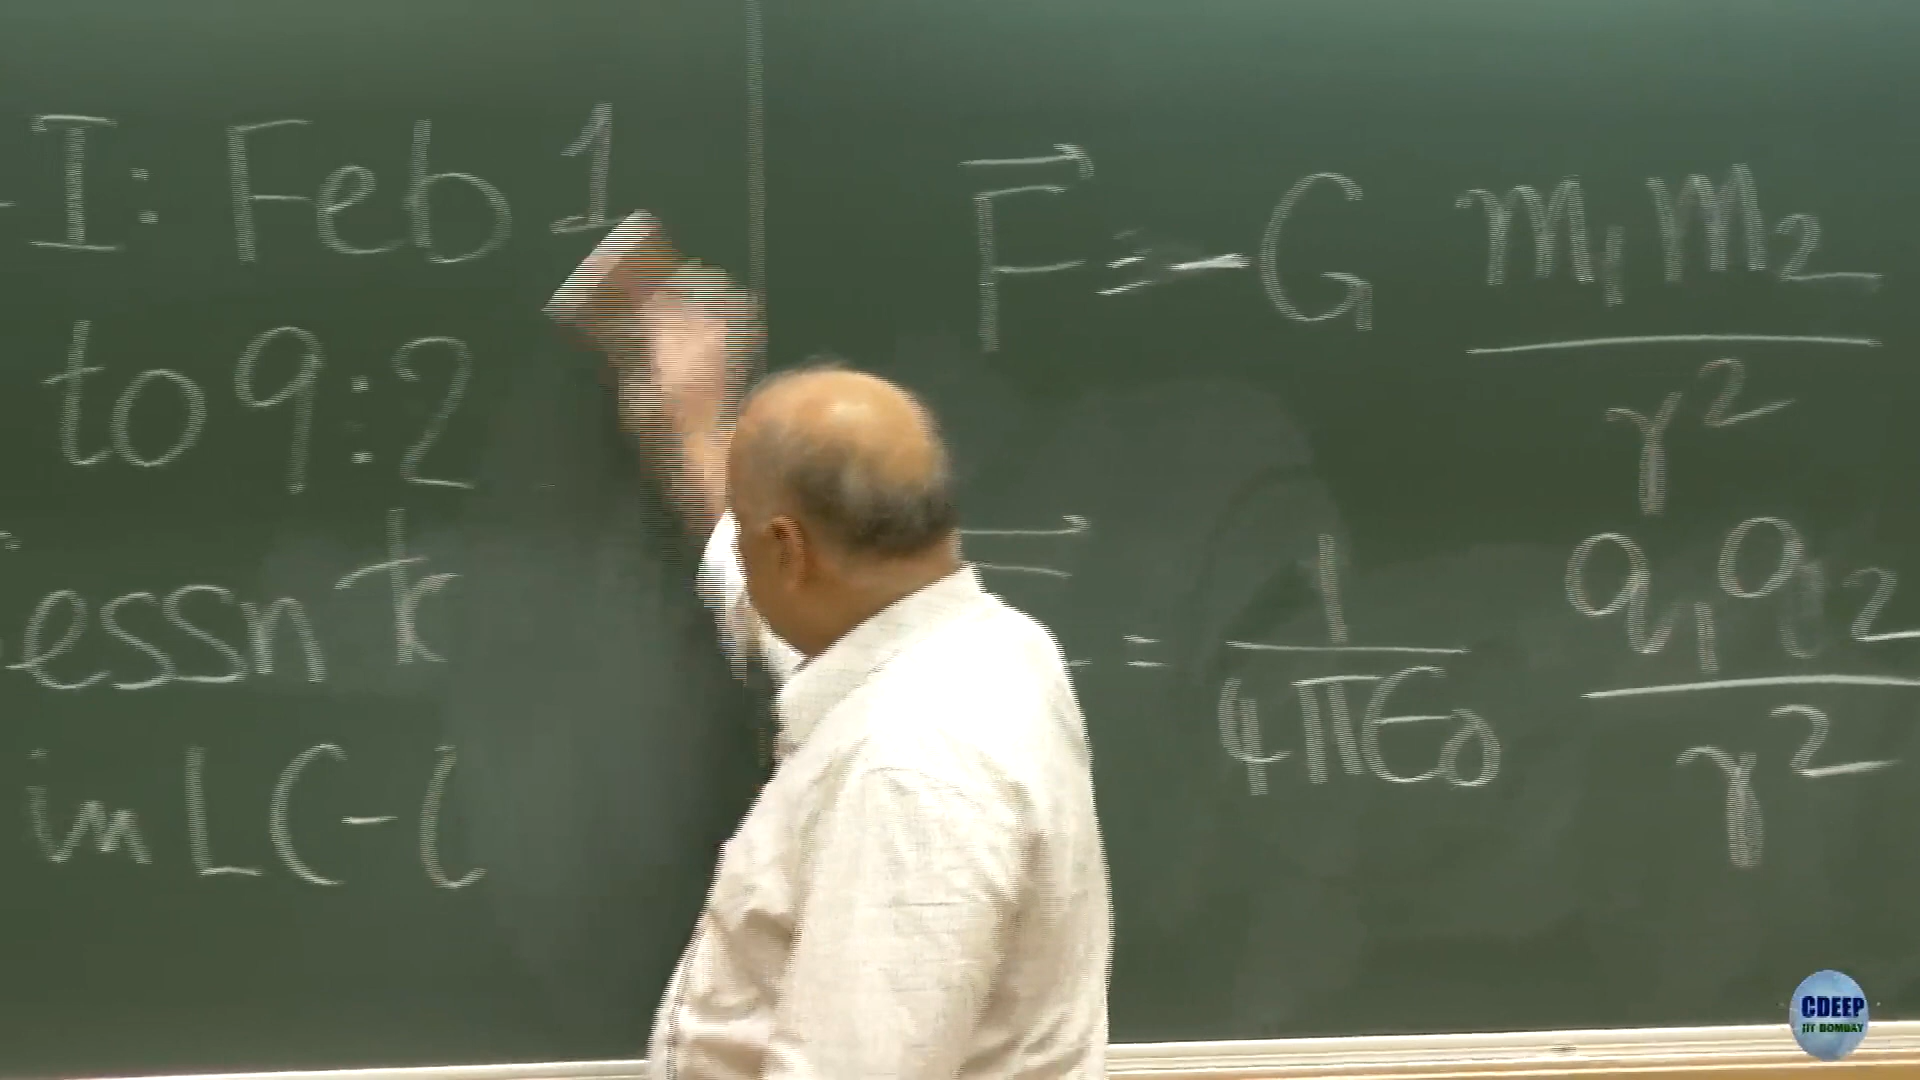 I: Feb 1
to 9:2
essn t
in LC-
F⃗ = - G m₁m₂ / r²
= 1 / 4πϵ₀ q₁q₂ / r²
CDEEP
IIT BOMBAY